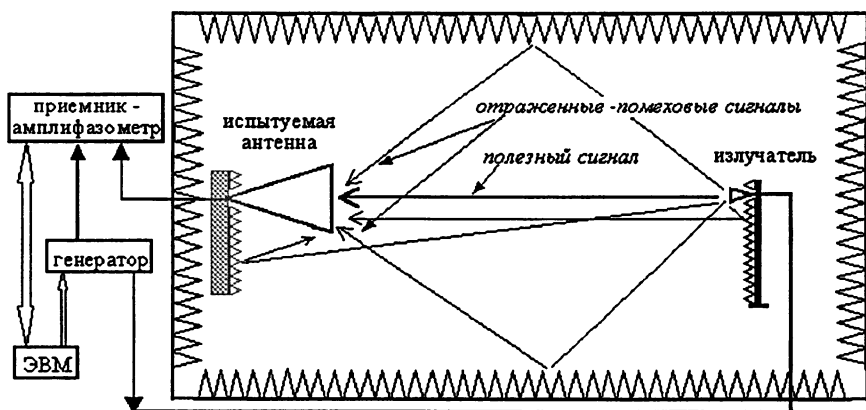 приемник -
амплифазометр
испытуемая
антенна
отраженные -помеховые сигналы
полезный сигнал
излучатель
генератор
ЭВМ